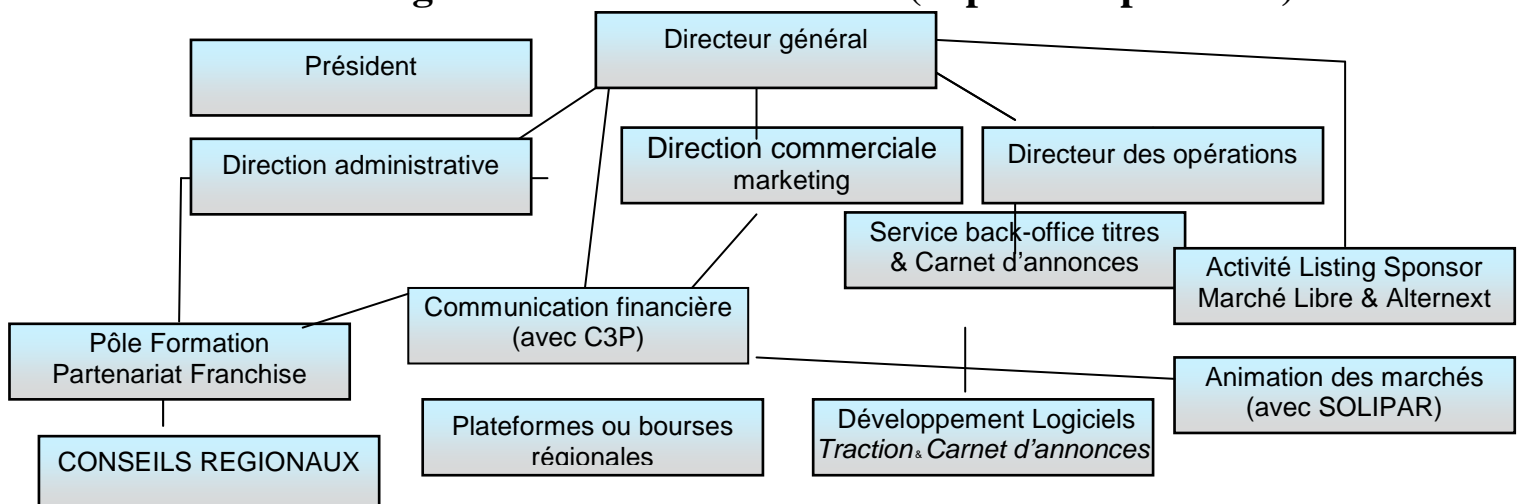 Directeur général
Président
Direction administrative
Direction commerciale
marketing
Directeur des opérations
Service back-office titres
& Carnet d'annonces
Activité Listing Sponsor
Marché Libre & Alternext
Communication financière
(avec C3P)
Pôle Formation
Partenariat Franchise
Animation des marchés
(avec SOLIPAR)
Plateformes ou bourses
régionales
Développement Logiciels
Traction & Carnet d'annonces
CONSEILS REGIONAUX